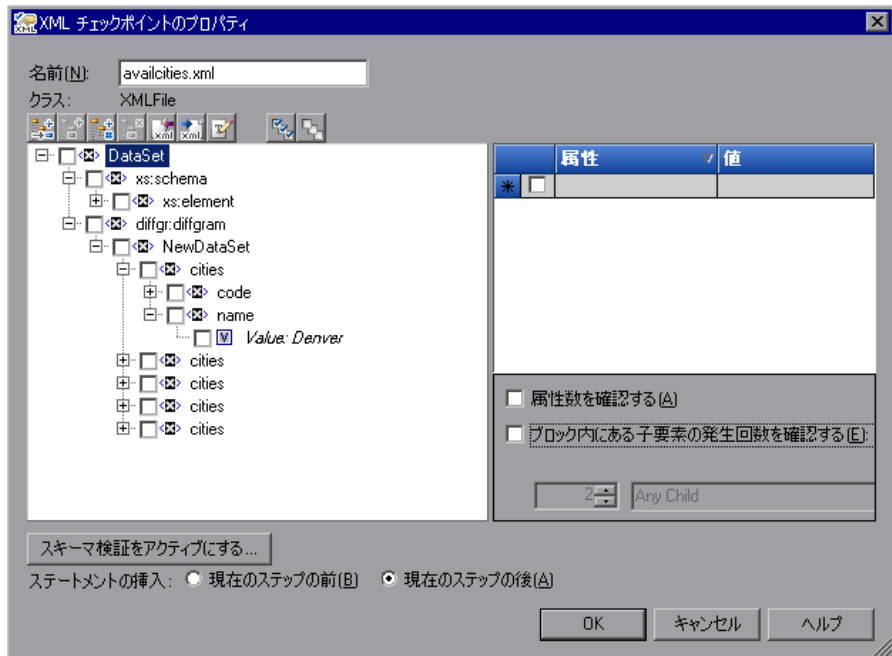 XML チェックポイントのプロパティ
名前(N): availcities.xml
クラス: XMLFile
DataSet
xs:schema
xs:element
diffgr:diffgram
NewDataSet
cities
code
name
Value: Denver
cities
cities
cities
cities
属性 値
属性数を確認する(A)
ブロック内にある子要素の発生回数を確認する(E):
2 Any Child
スキーマ検証をアクティブにする...
ステートメントの挿入: 現在のステップの前(B) 現在のステップの後(A)
OK キャンセル ヘルプ